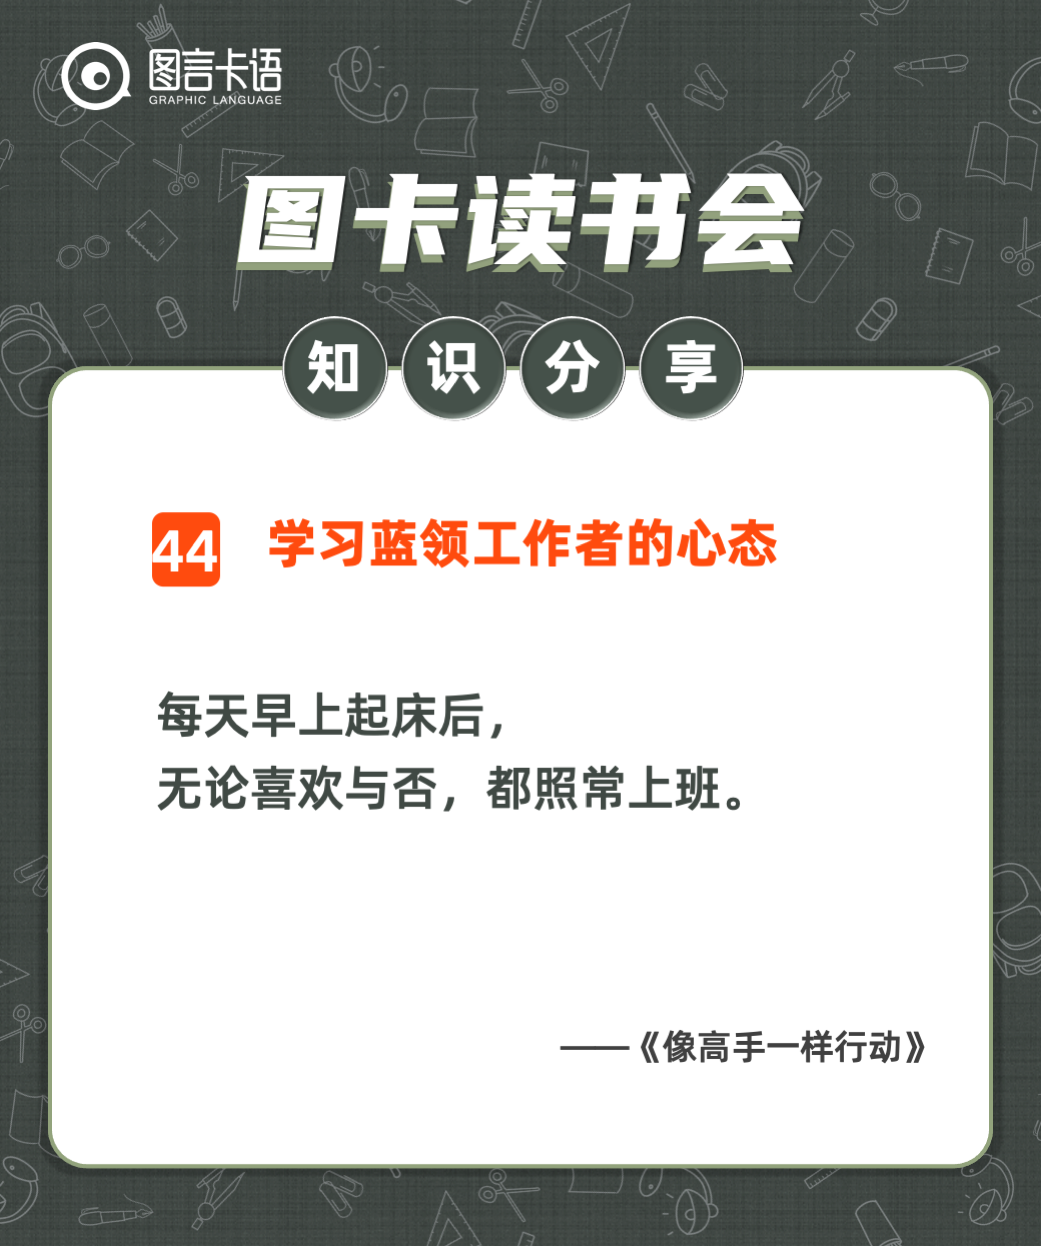 图言卡语
GRAPHIC LANGUAGE
图卡读书会
知识分享
44 学习蓝领工作者的心态
每天早上起床后，
无论喜欢与否，都照常上班。
——《像高手一样行动》